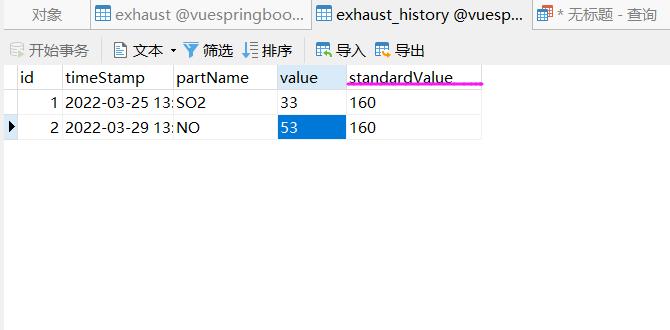 对象 exhaust @vuespringboo... exhaust_history @vuesp... * 无标题 - 查询
开始事务 文本 筛选 排序 导入 导出
id timeStamp partName value standardValue
1 2022-03-25 13: SO2 33 160
2 2022-03-29 13: NO 53 160